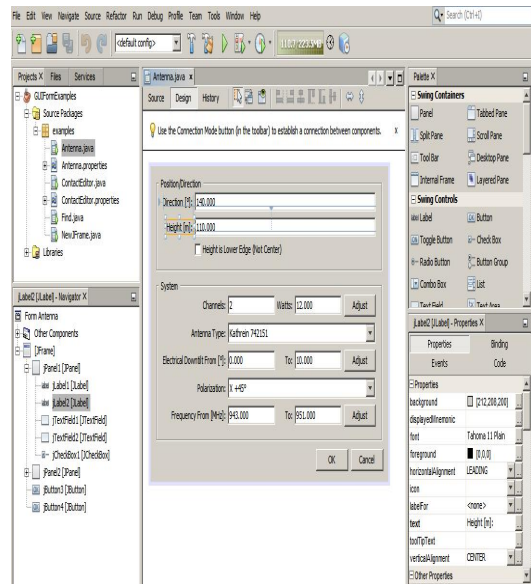 File Edit View Navigate Source Refactor Run Debug Profile Team Tools Window Help
Search (Ctrl+I)
<default config>
Projects X Files Services
GUIFormExamples
Source Packages
examples
Antenna.java
Antenna.properties
ContactEditor.java
ContactEditor.properties
Find.java
NewJFrame.java
Libraries
jLabel2 [JLabel] - Navigator X
Form Antenna
Other Components
[JFrame]
jPanel1 [JPanel]
jLabel1 [JLabel]
jLabel2 [JLabel]
jTextField1 [JTextField]
jTextField2 [JTextField]
jCheckBox1 [JCheckBox]
jPanel2 [JPanel]
jButton3 [JButton]
jButton4 [JButton]
Antenna.java x
Source Design History
Use the Connection Mode button (in the toolbar) to establish a connection between components. x
Position/Direction
Direction [°]: 140.000
Height [m]: 110.000
Height is Lower Edge (Not Center)
System
Channels: 2 Watts: 12.000 Adjust
Antenna Type: Kathrein 742151
Electrical Downtilt From [°]: 0.000 To: 10.000 Adjust
Polarization: X +45°
Frequency From [MHz]: 943.000 To: 951.000 Adjust
OK Cancel
Palette X
Swing Containers
Panel Tabbed Pane
Split Pane Scroll Pane
Tool Bar Desktop Pane
Internal Frame Layered Pane
Swing Controls
label Label Button
Toggle Button Check Box
Radio Button Button Group
Combo Box List
Text Field Text Area
jLabel2 [JLabel] - Properties X
Properties Binding
Events Code
Properties
background [212,208,200]
displayedMnemonic
font Tahoma 11 Plain
foreground [0,0,0]
horizontalAlignment LEADING
icon
labelFor <none>
text Height [m]:
toolTipText
verticalAlignment CENTER
Other Properties